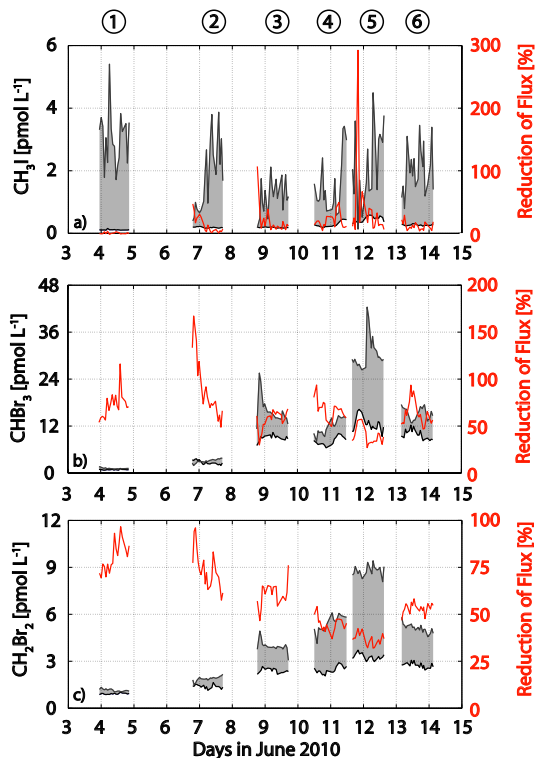 ① ② ③ ④ ⑤ ⑥
6 300
4 200
2 100
0 0
CH₃I [pmol L⁻¹]
Reduction of Flux [%]
a)
3 4 5 6 7 8 9 10 11 12 13 14 15
48 200
36 150
24 100
12 50
0 0
CHBr₃ [pmol L⁻¹]
Reduction of Flux [%]
b)
3 4 5 6 7 8 9 10 11 12 13 14 15
12 100
9 75
6 50
3 25
0 0
CH₂Br₂ [pmol L⁻¹]
Reduction of Flux [%]
c)
3 4 5 6 7 8 9 10 11 12 13 14 15
Days in June 2010